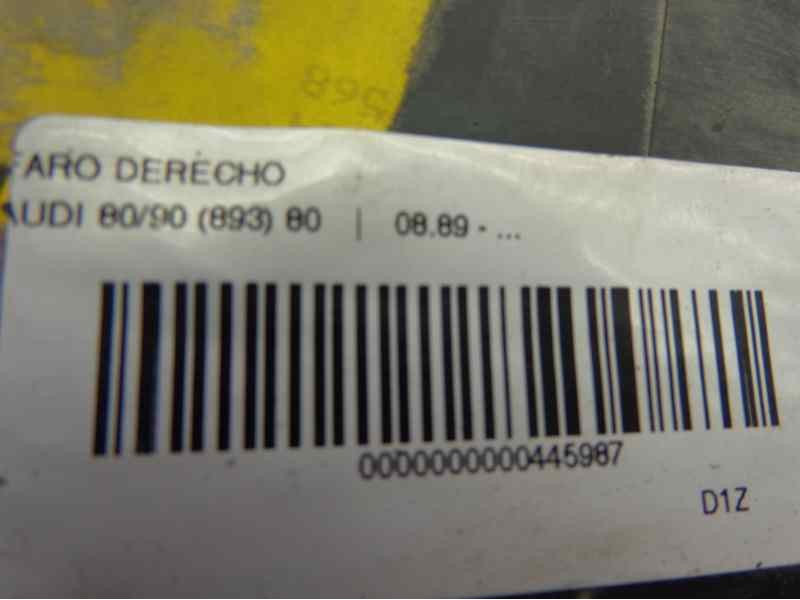 FARO DERECHO
AUDI 80/90 (893) 80 | 08.89 - ...
0000000000445987
D1Z